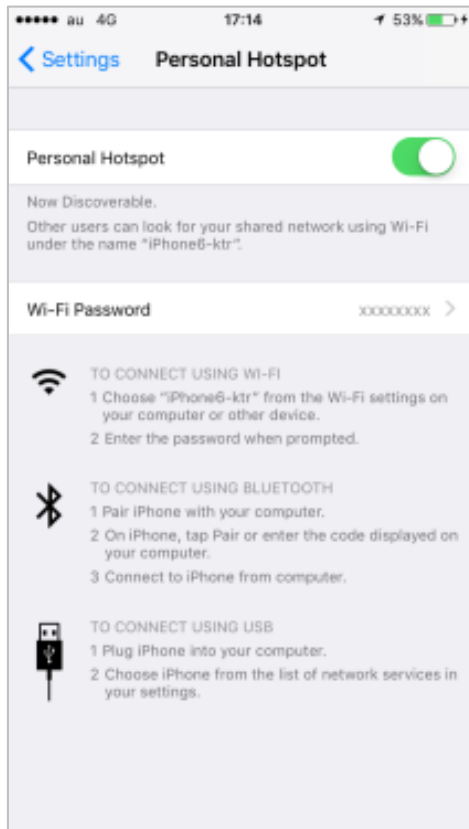 au 4G 17:14 53%
Settings Personal Hotspot
Personal Hotspot
Now Discoverable.
Other users can look for your shared network using Wi-Fi
under the name “iPhone6-ktr”.
Wi-Fi Password xxxxxxxx
TO CONNECT USING WI-FI
1 Choose “iPhone6-ktr” from the Wi-Fi settings on
your computer or other device.
2 Enter the password when prompted.
TO CONNECT USING BLUETOOTH
1 Pair iPhone with your computer.
2 On iPhone, tap Pair or enter the code displayed on
your computer.
3 Connect to iPhone from computer.
TO CONNECT USING USB
1 Plug iPhone into your computer.
2 Choose iPhone from the list of network services in
your settings.